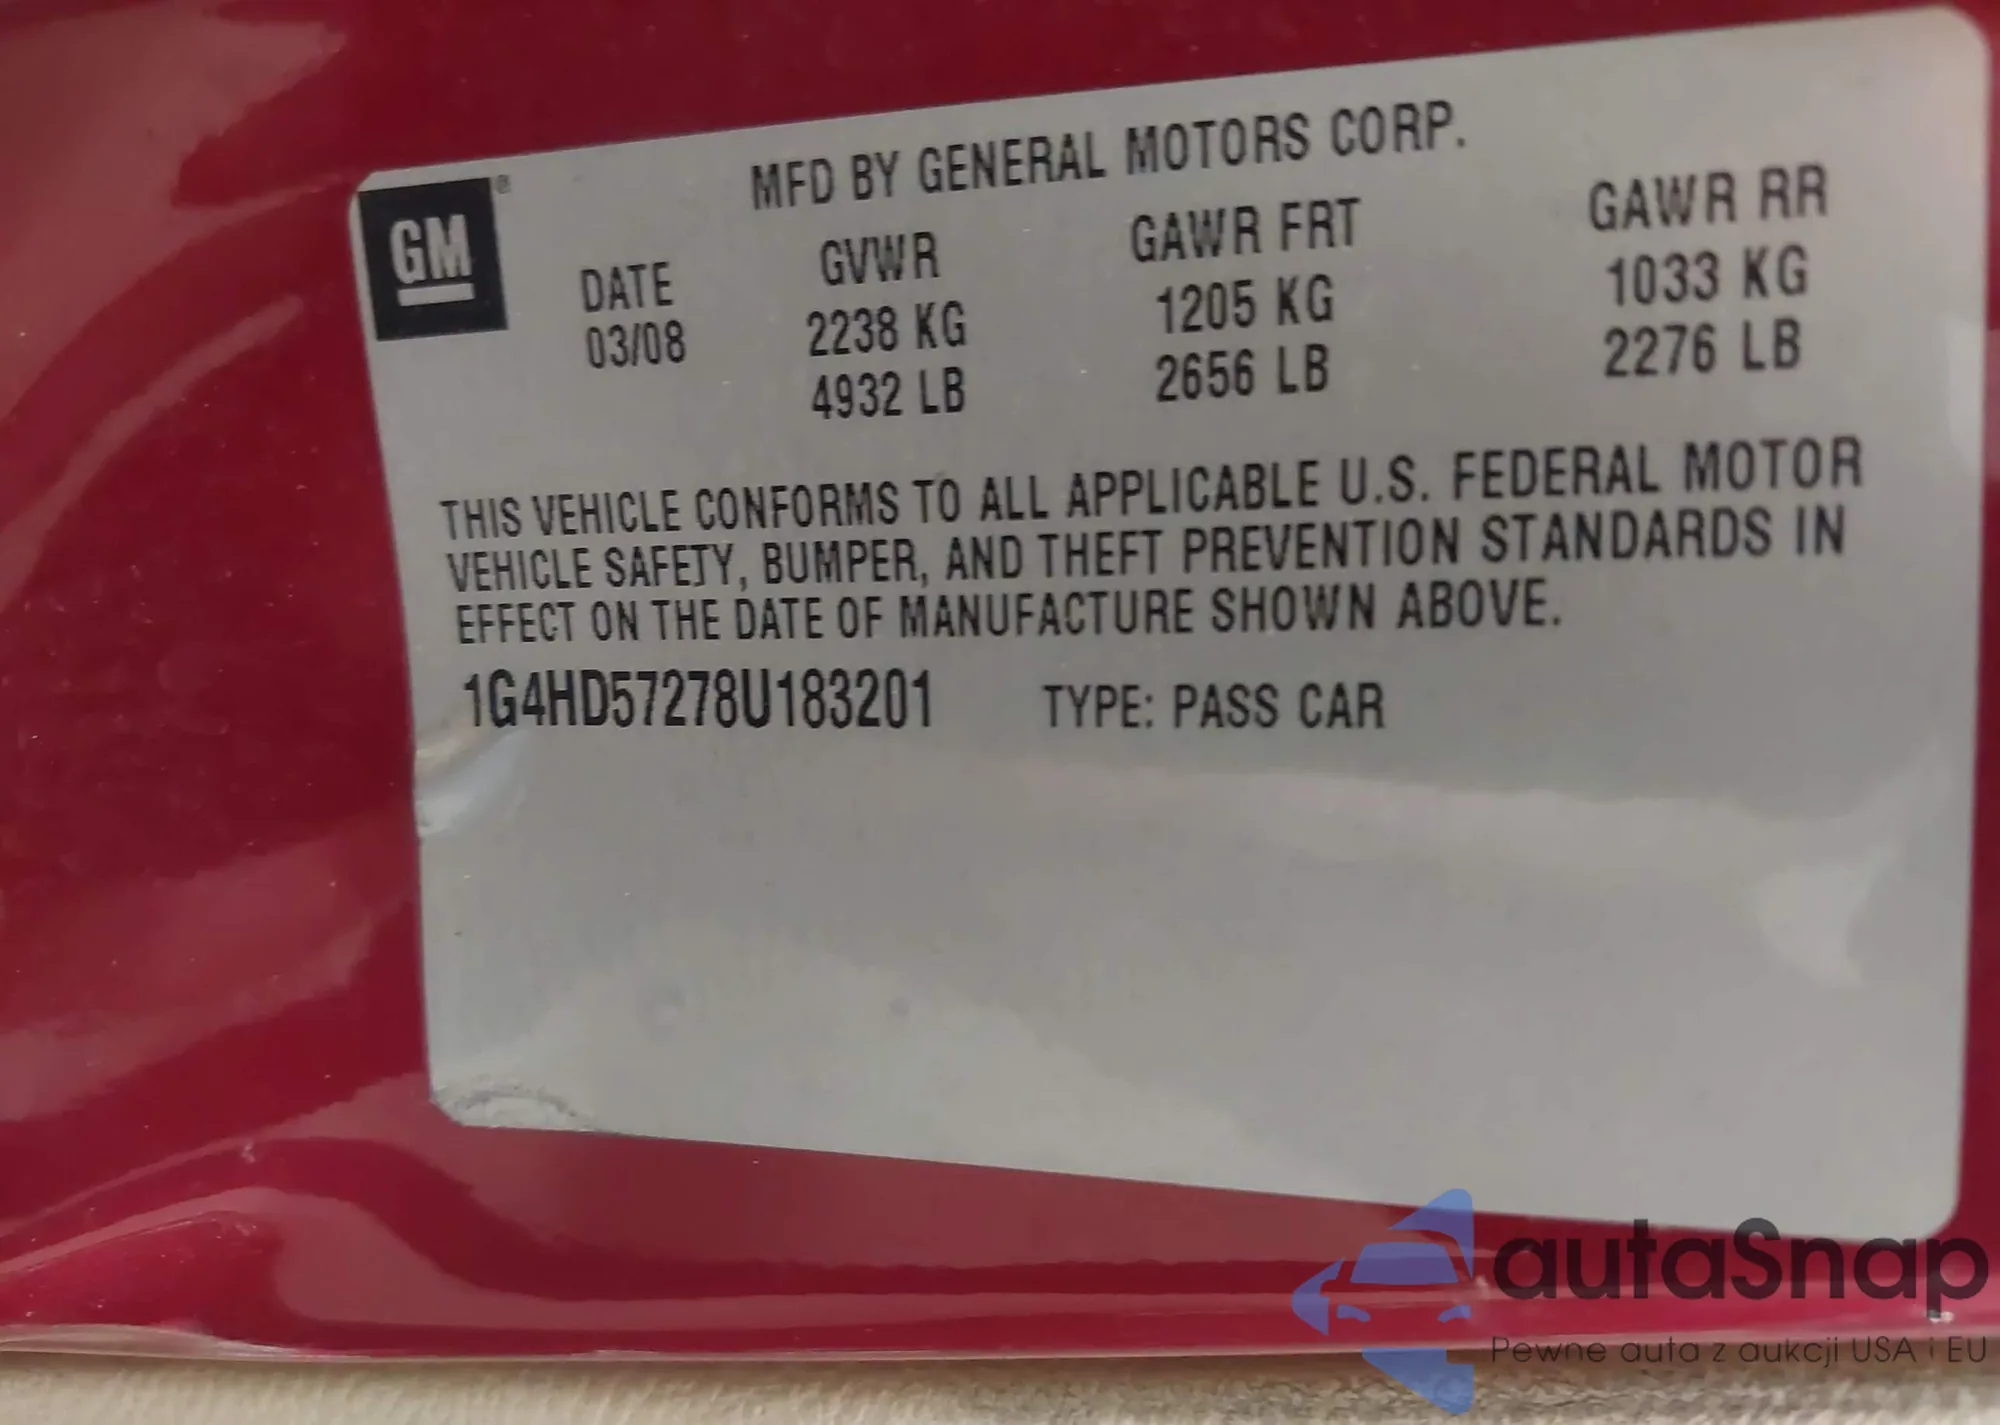 MFD BY GENERAL MOTORS CORP.
GM®
DATE GVWR GAWR FRT GAWR RR
03/08 2238 KG 1205 KG 1033 KG
4932 LB 2656 LB 2276 LB
THIS VEHICLE CONFORMS TO ALL APPLICABLE U.S. FEDERAL MOTOR
VEHICLE SAFETY, BUMPER, AND THEFT PREVENTION STANDARDS IN
EFFECT ON THE DATE OF MANUFACTURE SHOWN ABOVE.
1G4HD57278U183201 TYPE: PASS CAR
autaSnap
Pewne auta z aukcji USA i EU